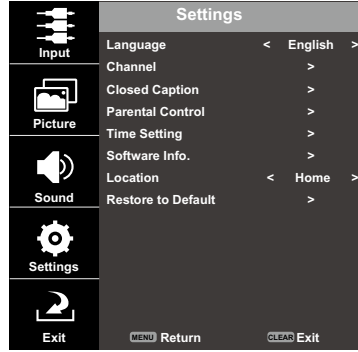 Settings
Input
Picture
Sound
Settings
Exit
Language < English >
Channel >
Closed Caption >
Parental Control >
Time Setting >
Software Info. >
Location < Home >
Restore to Default >
MENU Return CLEAR Exit